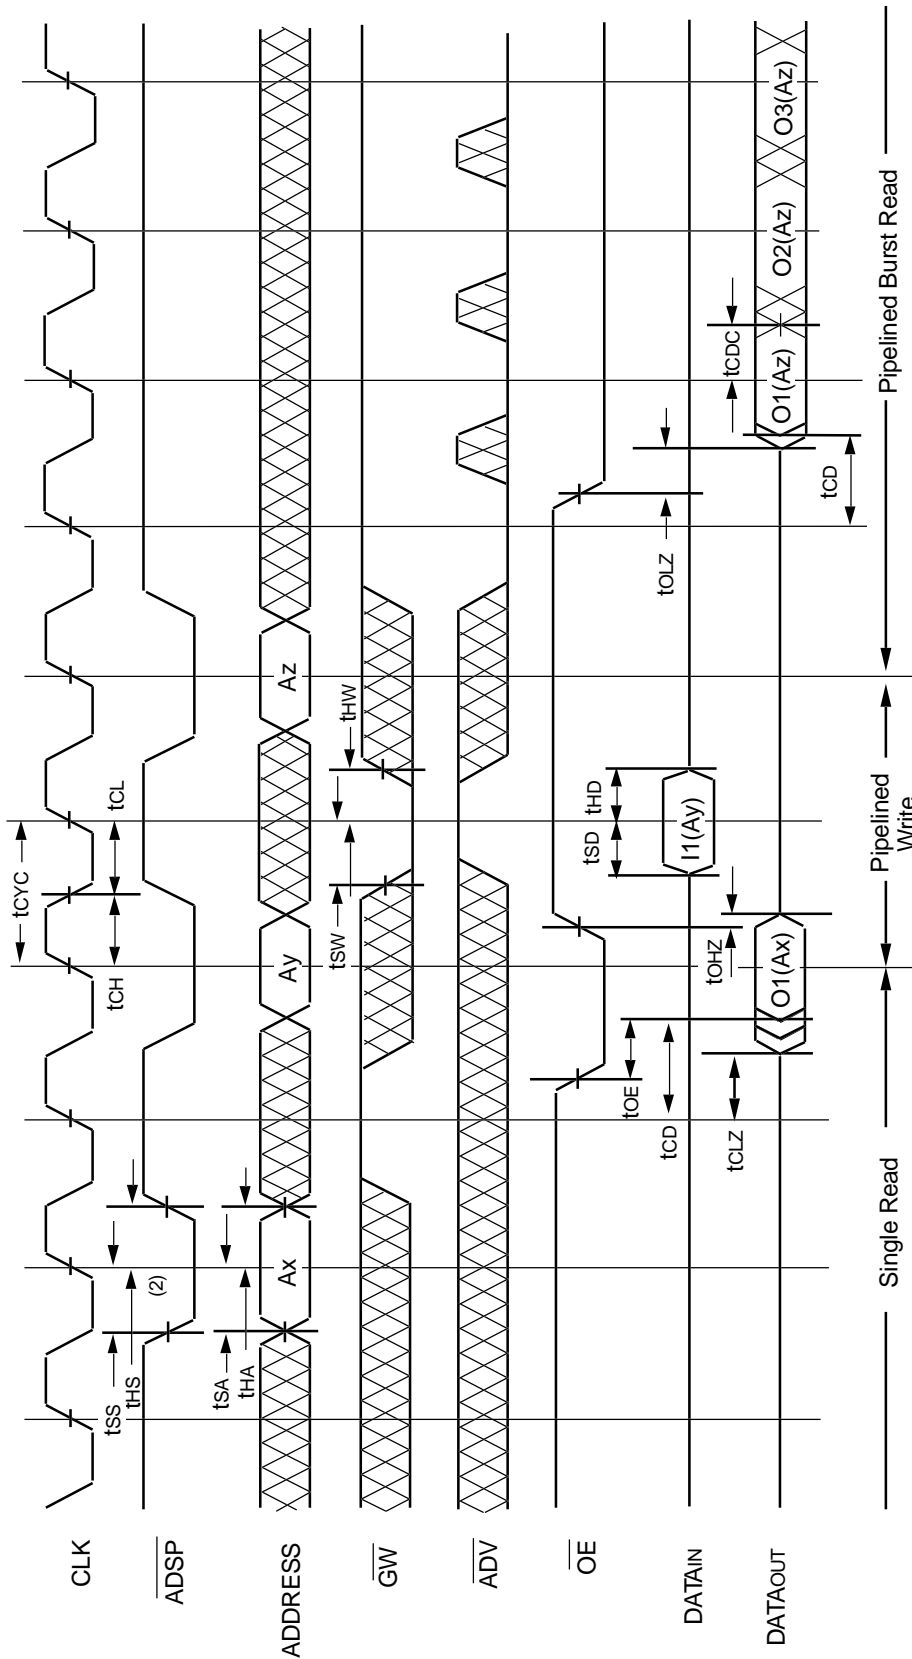 CLK
tCYC
tCH
tCL
ADSP
tSS
tHS
(2)
ADDRESS
tSA
tHA
Ax
Ay
Az
GW
tSW
tHW
ADV
OE
DATAIN
tOE
tCD
tSD
tHD
I1(Ay)
tOLZ
DATAOUT
tCLZ
tOHZ
O1(Ax)
tCD
tCDC
O1(Az)
O2(Az)
O3(Az)
Single Read
Pipelined
Write
Pipelined Burst Read